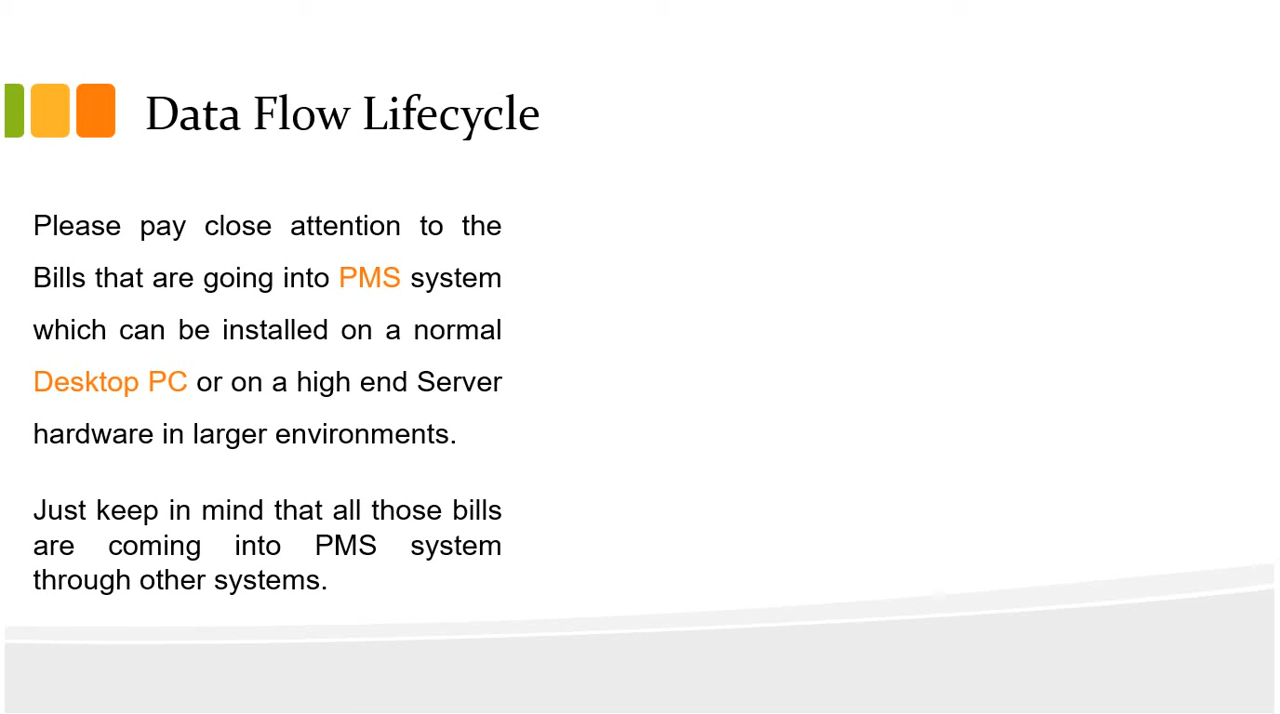 Data Flow Lifecycle
Please pay close attention to the
Bills that are going into PMS system
which can be installed on a normal
Desktop PC or on a high end Server
hardware in larger environments.
Just keep in mind that all those bills
are coming into PMS system
through other systems.